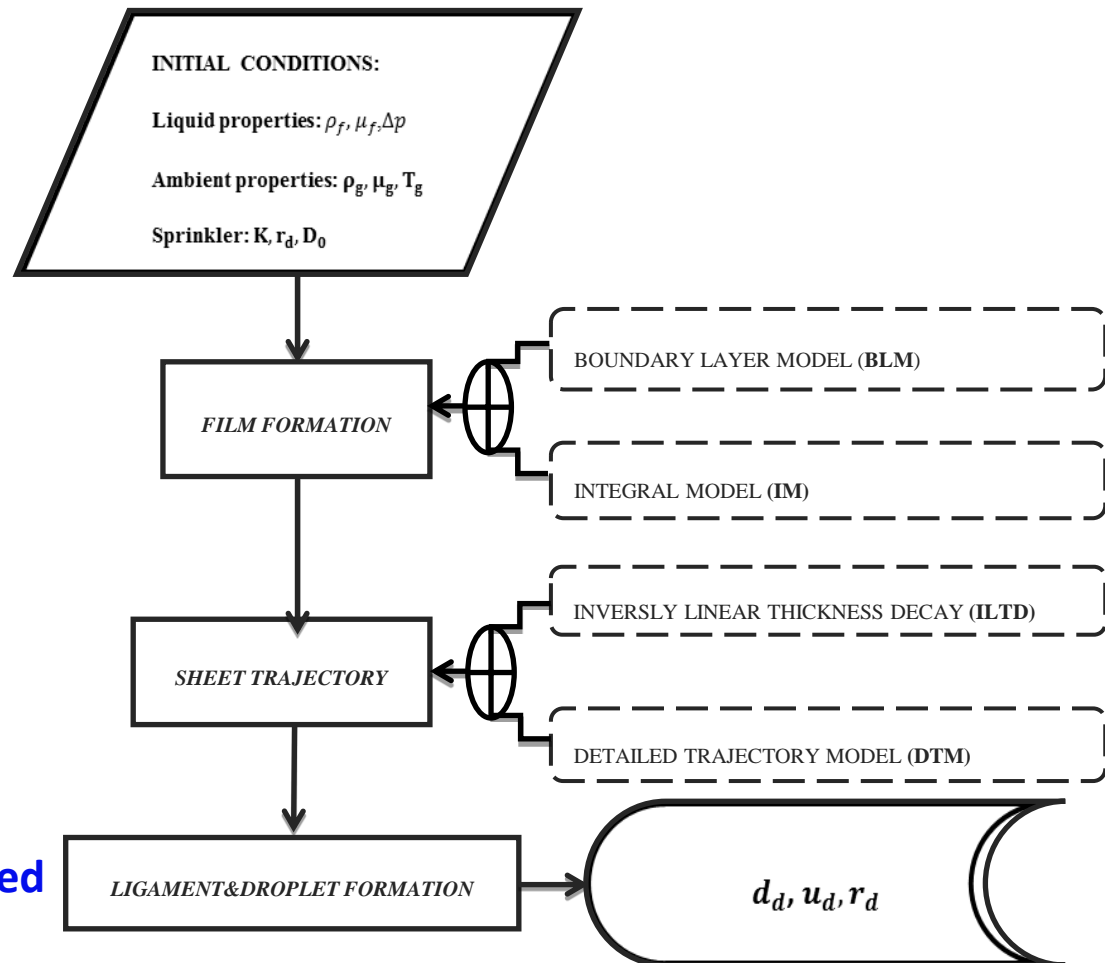 INITIAL CONDITIONS:
Liquid properties: ρ_f, μ_f,Δp
Ambient properties: ρ_g, μ_g, T_g
Sprinkler: K, r_d, D_0
BOUNDARY LAYER MODEL (BLM)
FILM FORMATION
INTEGRAL MODEL (IM)
INVERSLY LINEAR THICKNESS DECAY (ILTD)
SHEET TRAJECTORY
DETAILED TRAJECTORY MODEL (DTM)
ed
LIGAMENT&DROPLET FORMATION
d_d, u_d, r_d